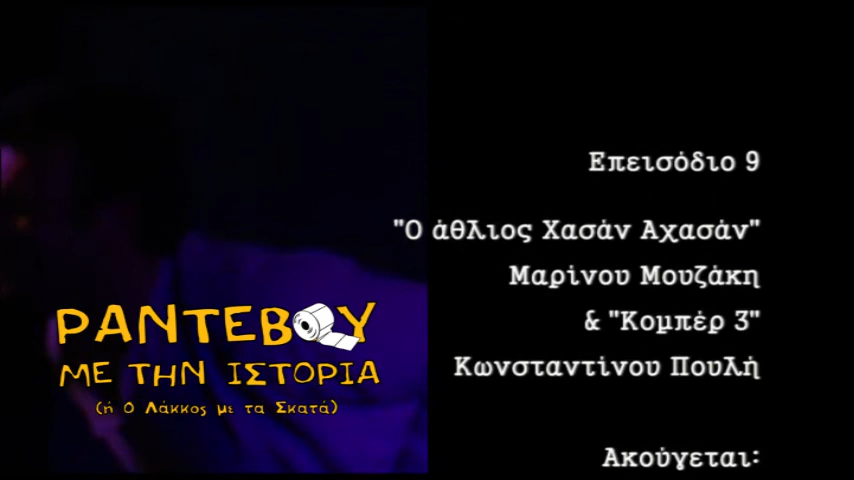 ΡΑΝΤΕΒΟΥ
ΜΕ ΤΗΝ ΙΣΤΟΡΙΑ
(ή Ο Λάκκος με τα Σκατά)
Επεισόδιο 9
"Ο άθλιος Χασάν Αχασάν"
Μαρίνου Μουζάκη
& "Κομπέρ 3"
Κωνσταντίνου Πουλή
Ακούγεται: